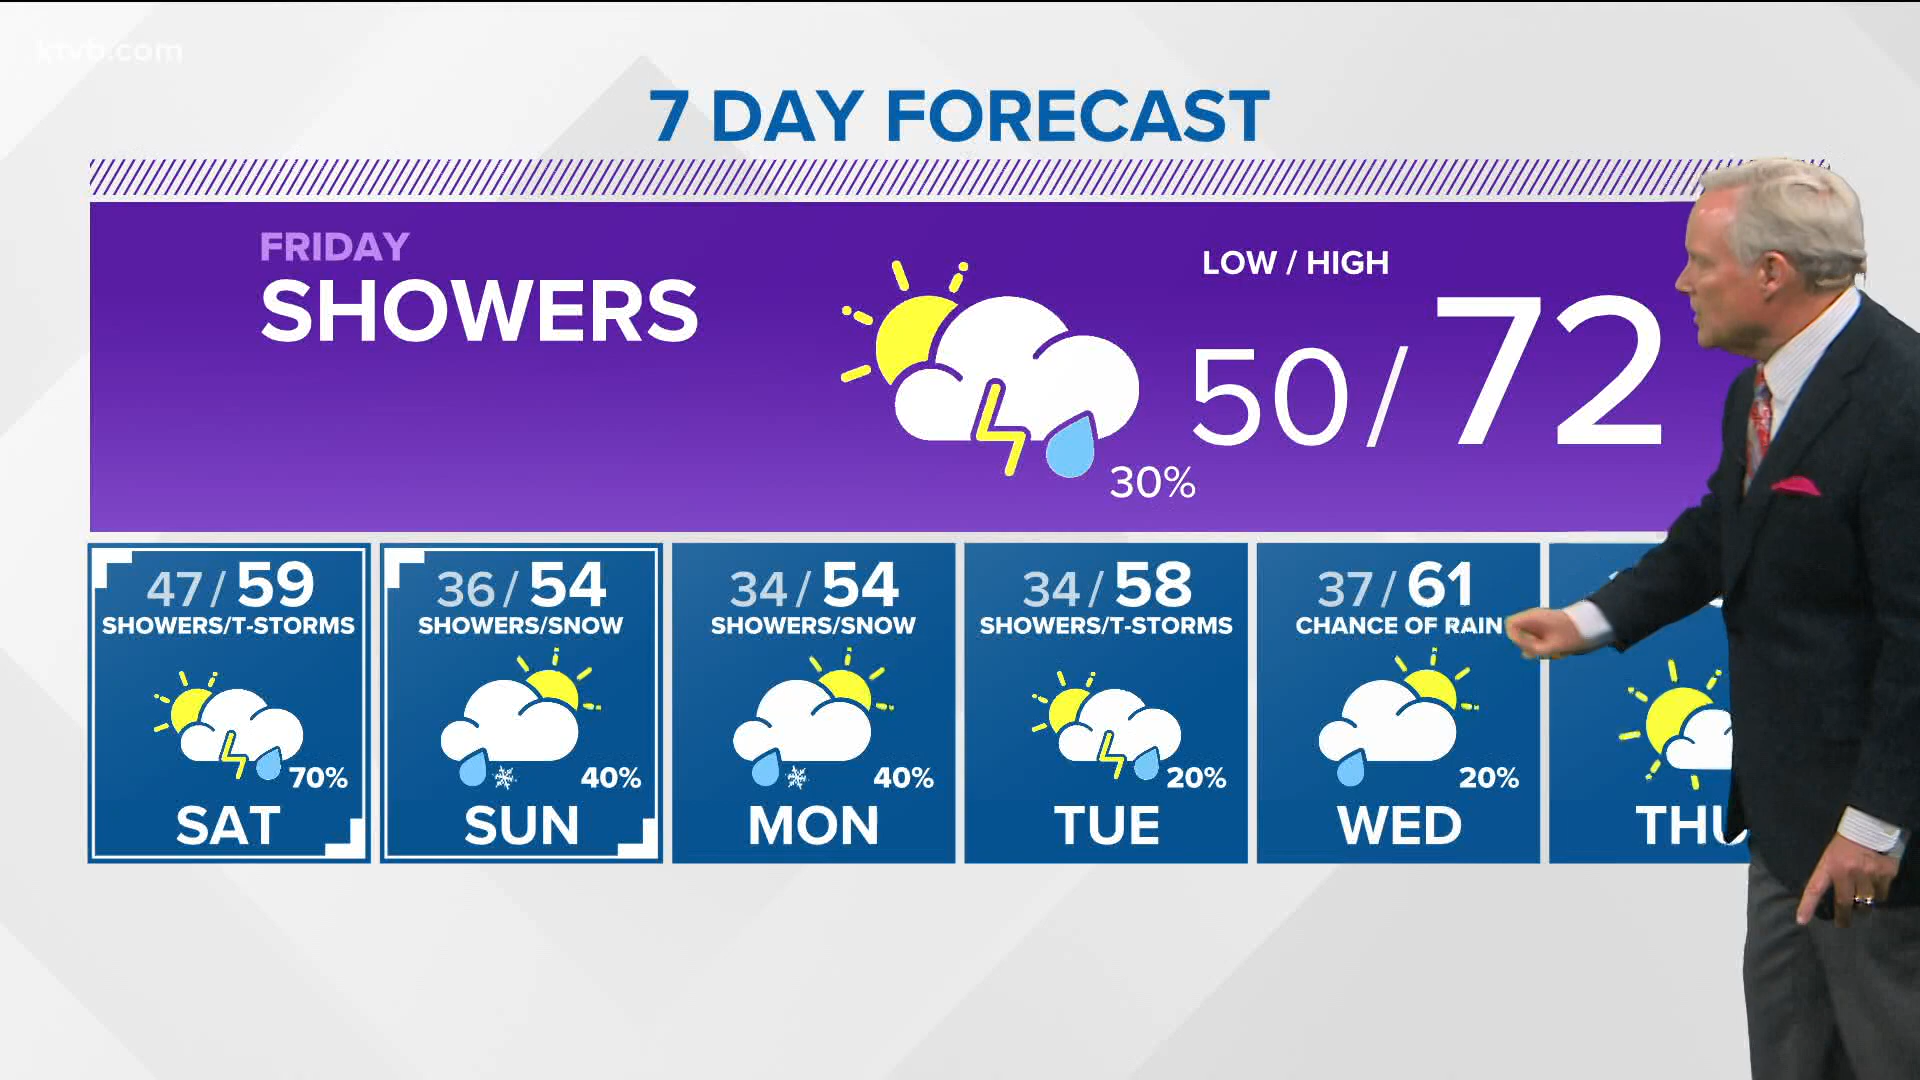 ktvb.com
7 DAY FORECAST
FRIDAY
SHOWERS
LOW / HIGH
50/72
30%
47/59
SHOWERS/T-STORMS
70%
SAT
36/54
SHOWERS/SNOW
40%
SUN
34/54
SHOWERS/SNOW
40%
MON
34/58
SHOWERS/T-STORMS
20%
TUE
37/61
CHANCE OF RAIN
20%
WED
THU